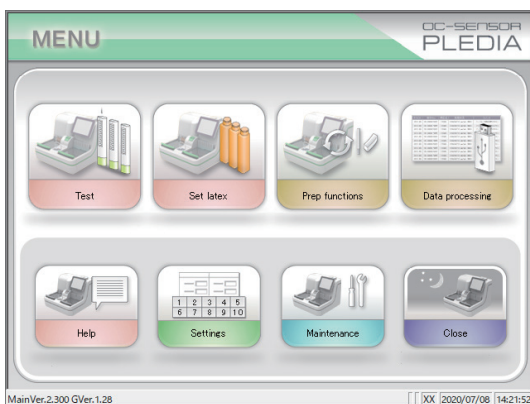 MENU
OC-SENSOR
PLEDIA
Test
Set latex
Prep functions
Data processing
Help
1 2 3 4 5
6 7 8 9 10
Settings
Maintenance
Close
MainVer.2.300 GVer.1.28
XX 2020/07/08 14:21:52